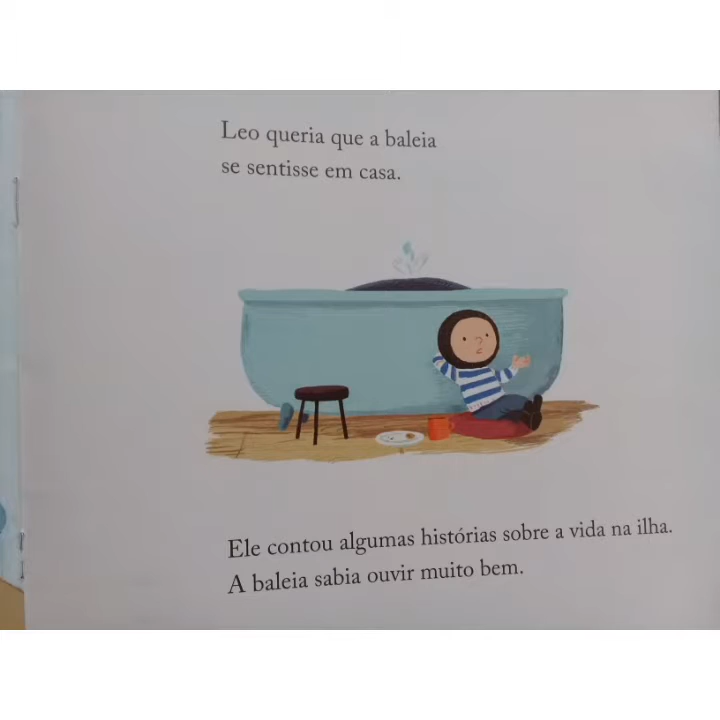 Leo queria que a baleia
se sentisse em casa.
Ele contou algumas histórias sobre a vida na ilha.
A baleia sabia ouvir muito bem.